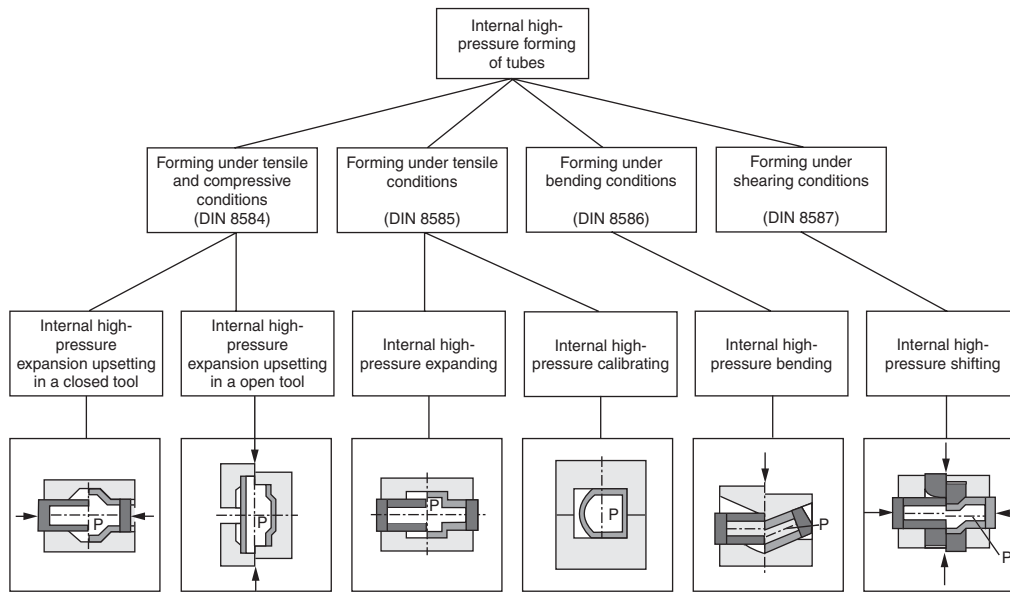 Internal high-
pressure forming
of tubes
Forming under tensile
and compressive
conditions
(DIN 8584)
Forming under tensile
conditions
(DIN 8585)
Forming under
bending conditions
(DIN 8586)
Forming under
shearing conditions
(DIN 8587)
Internal high-
pressure
expansion upsetting
in a closed tool
Internal high-
pressure
expansion upsetting
in a open tool
Internal high-
pressure expanding
Internal high-
pressure calibrating
Internal high-
pressure bending
Internal high-
pressure shifting
P
P
P
P
P
P